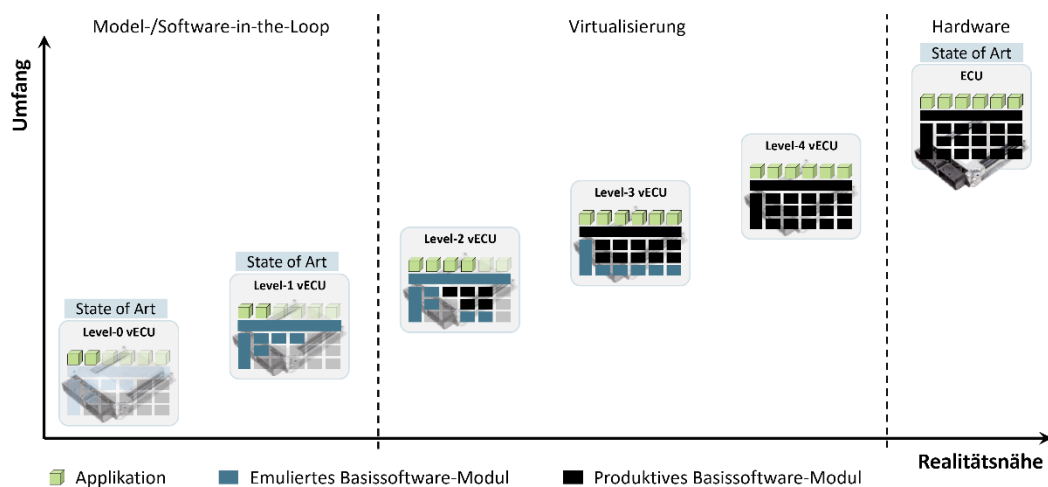 Model-/Software-in-the-Loop
Virtualisierung
Hardware
Umfang
State of Art
ECU
Level-4 vECU
Level-3 vECU
Level-2 vECU
State of Art
Level-1 vECU
State of Art
Level-0 vECU
Realitätsnähe
Applikation
Emuliertes Basissoftware-Modul
Produktives Basissoftware-Modul